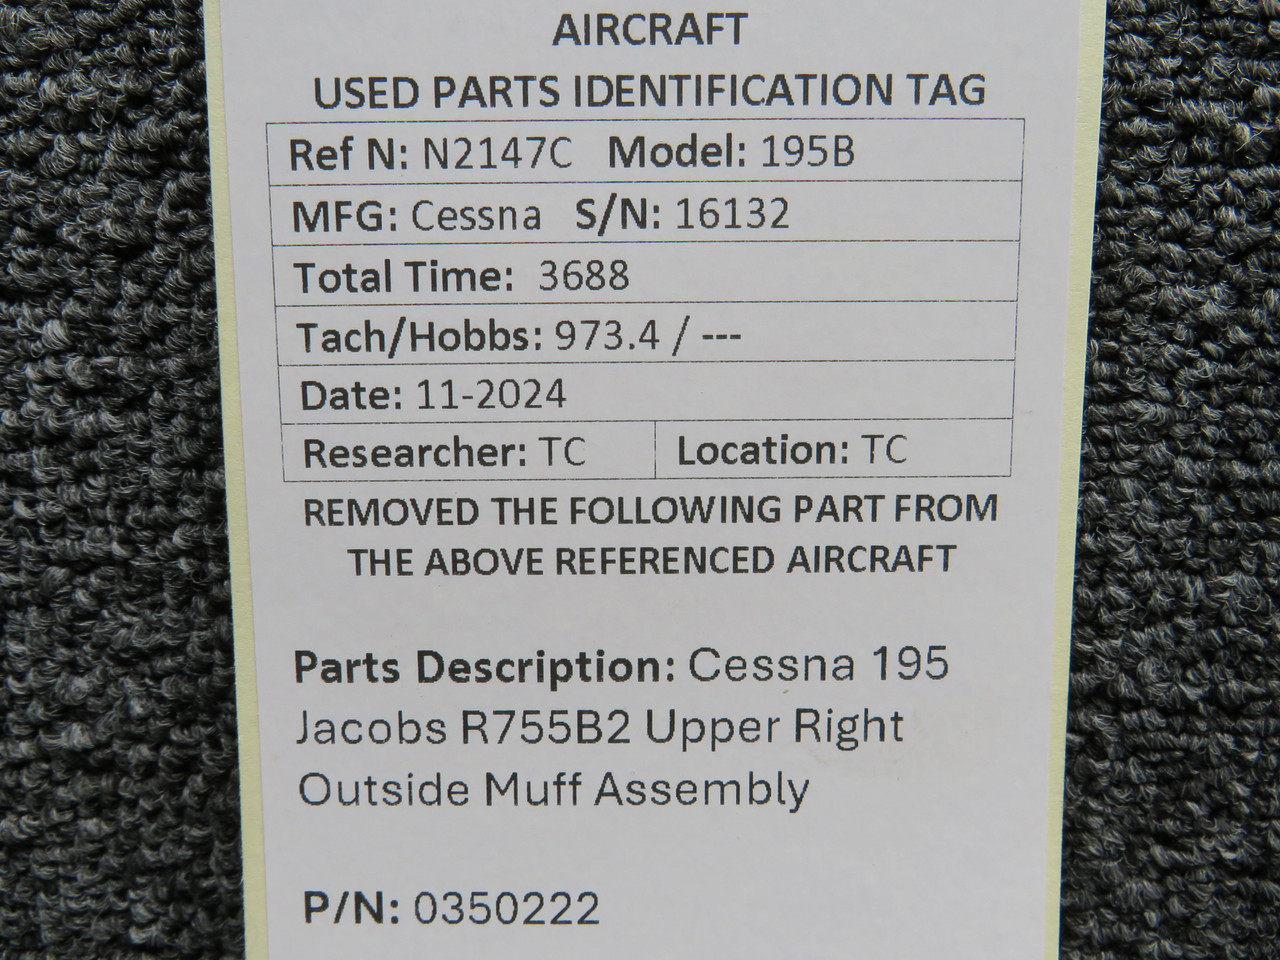 AIRCRAFT
USED PARTS IDENTIFICATION TAG
Ref N: N2147C Model: 195B
MFG: Cessna S/N: 16132
Total Time: 3688
Tach/Hobbs: 973.4 / ---
Date: 11-2024
Researcher: TC Location: TC
REMOVED THE FOLLOWING PART FROM
THE ABOVE REFERENCED AIRCRAFT
Parts Description: Cessna 195
Jacobs R755B2 Upper Right
Outside Muff Assembly
P/N: 0350222